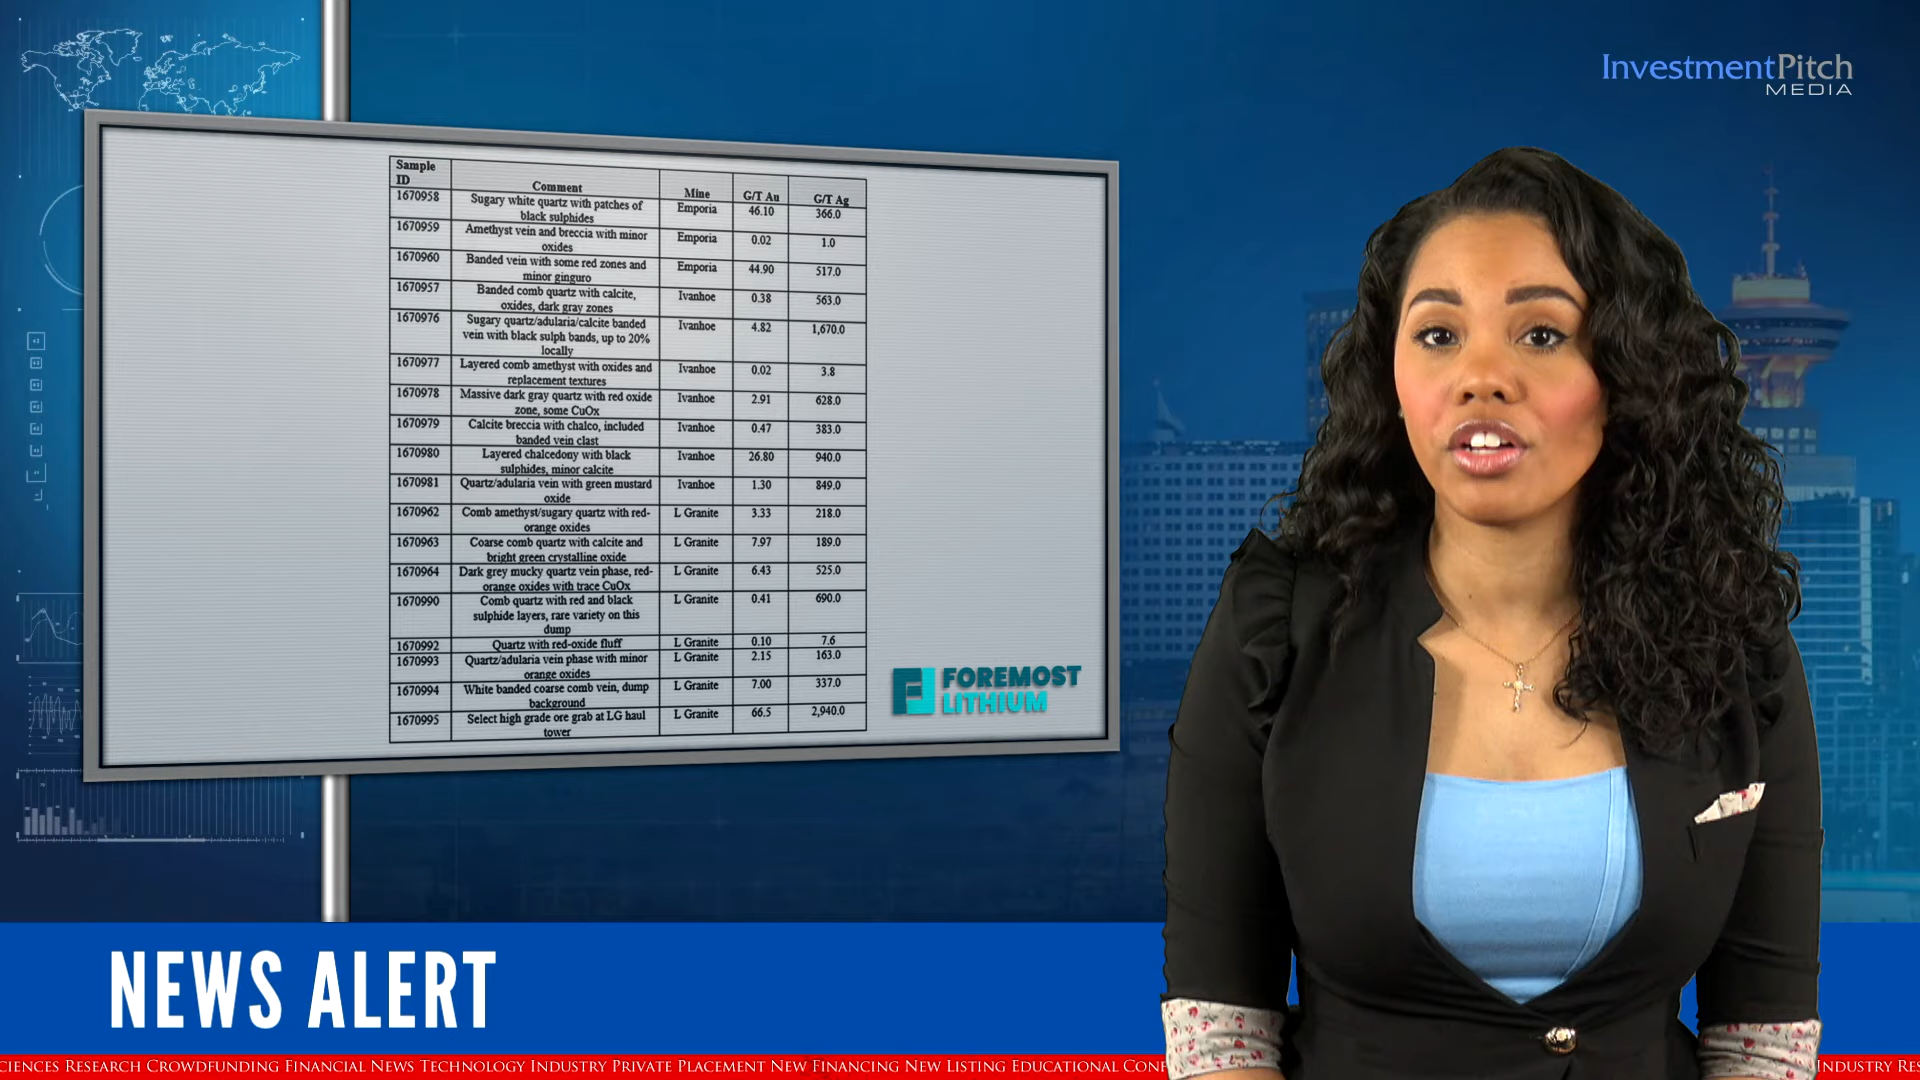 InvestmentPitch
MEDIA
Sample
ID
Comment
Mine
G/T Au
G/T Ag
1670958
Sugary white quartz with patches of
black sulphides
Emporia
46.10
366.0
1670959
Amethyst vein and breccia with minor
oxides
Emporia
0.02
1.0
1670960
Banded vein with some red zones and
minor ginguro
Emporia
44.90
517.0
1670957
Banded comb quartz with calcite,
oxides, dark gray zones
Ivanhoe
0.38
563.0
1670976
Sugary quartz/adularia/calcite banded
vein with black sulph bands, up to 20%
locally
Ivanhoe
4.82
1,670.0
1670977
Layered comb amethyst with oxides and
replacement textures
Ivanhoe
0.02
3.8
1670978
Massive dark gray quartz with red oxide
zone, some CuOx
Ivanhoe
2.91
628.0
1670979
Calcite breccia with chalco, included
banded vein clast
Ivanhoe
0.47
383.0
1670980
Layered chalcedony with black
sulphides, minor calcite
Ivanhoe
26.80
940.0
1670981
Quartz/adularia vein with green mustard
oxide
Ivanhoe
1.30
849.0
1670962
Comb amethyst/sugary quartz with red-
orange oxides
L Granite
3.33
218.0
1670963
Coarse comb quartz with calcite and
bright green crystalline oxide
L Granite
7.97
189.0
1670964
Dark grey mucky quartz vein phase, red-
orange oxides with trace CuOx
L Granite
6.43
525.0
1670990
Comb quartz with red and black
sulphide layers, rare variety on this
dump
L Granite
0.41
690.0
1670992
Quartz with red-oxide fluff
L Granite
0.10
7.6
1670993
Quartz/adularia vein phase with minor
orange oxides
L Granite
2.15
163.0
1670994
White banded coarse comb vein, dump
background
L Granite
7.00
337.0
1670995
Select high grade ore grab at LG haul
tower
L Granite
66.5
2,940.0
FOREMOST
LITHIUM
NEWS ALERT
CIENCES RESEARCH CROWDFUNDING FINANCIAL NEWS TECHNOLOGY INDUSTRY PRIVATE PLACEMENT NEW FINANCING NEW LISTING EDUCATIONAL CONF
INDUSTRY RES